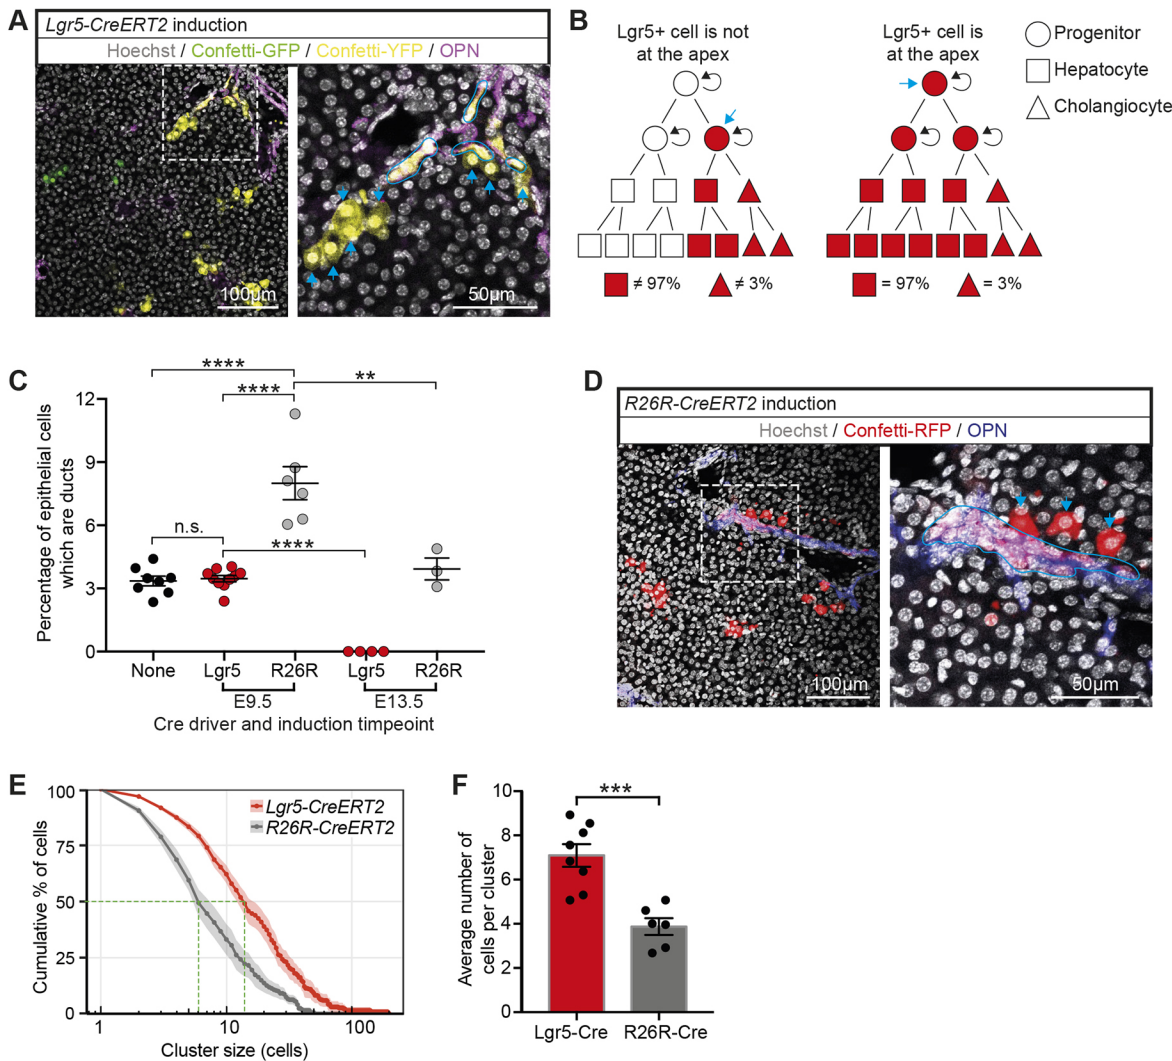 A
Lgr5-CreERT2 induction
Hoechst / Confetti-GFP / Confetti-YFP / OPN
100µm
50µm
B
Lgr5+ cell is not
at the apex
Lgr5+ cell is
at the apex
Progenitor
Hepatocyte
Cholangiocyte
≠ 97%
≠ 3%
= 97%
= 3%
C
Percentage of epithelial cells
which are ducts
12
9
6
3
0
****
****
**
n.s.
****
None
Lgr5
R26R
Lgr5
R26R
E9.5
E13.5
Cre driver and induction timpeoint
D
R26R-CreERT2 induction
Hoechst / Confetti-RFP / OPN
100µm
50µm
E
Cumulative % of cells
100
75
50
25
0
Lgr5-CreERT2
R26R-CreERT2
1
10
100
Cluster size (cells)
F
Average number of
cells per cluster
10
8
6
4
2
0
***
Lgr5-Cre
R26R-Cre